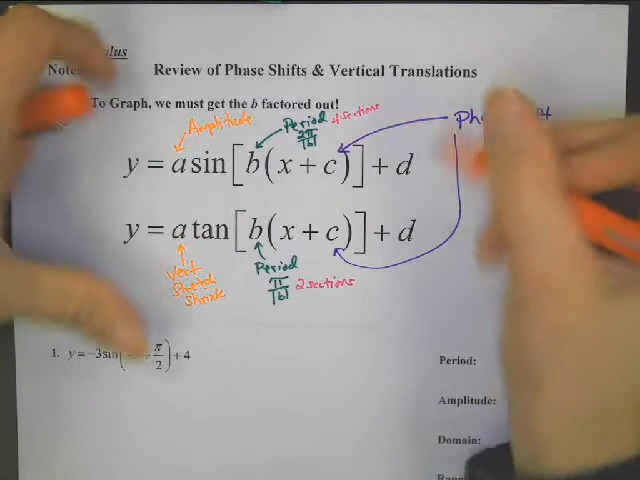 ulus
Note
Review of Phase Shifts & Vertical Translations
To Graph, we must get the b factored out!
Amplitude
Period 4 sections
2π/|b|
y = a sin[b(x + c)] + d
y = a tan[b(x + c)] + d
Vert
Stretch
Shrink
Period
π/|b| 2 sections
1. y = -3sin( π/2) + 4
Period:
Amplitude:
Domain: